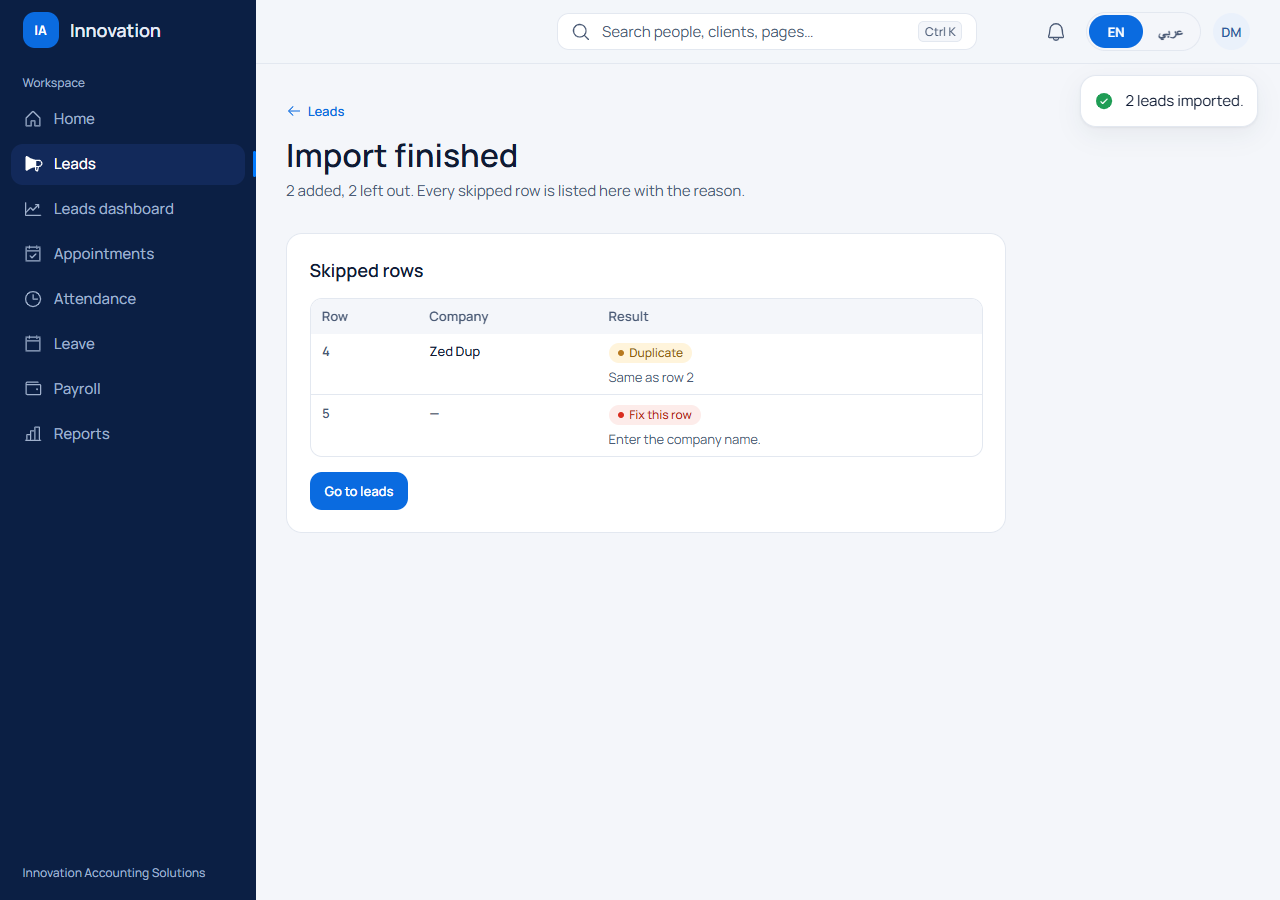 IA Innovation
Search people, clients, pages... Ctrl K
EN عربي DM
Workspace
Home
Leads
Leads dashboard
Appointments
Attendance
Leave
Payroll
Reports
Innovation Accounting Solutions
2 leads imported.
Leads
Import finished
2 added, 2 left out. Every skipped row is listed here with the reason.
Skipped rows
Row Company Result
4 Zed Dup Duplicate
Same as row 2
5 — Fix this row
Enter the company name.
Go to leads